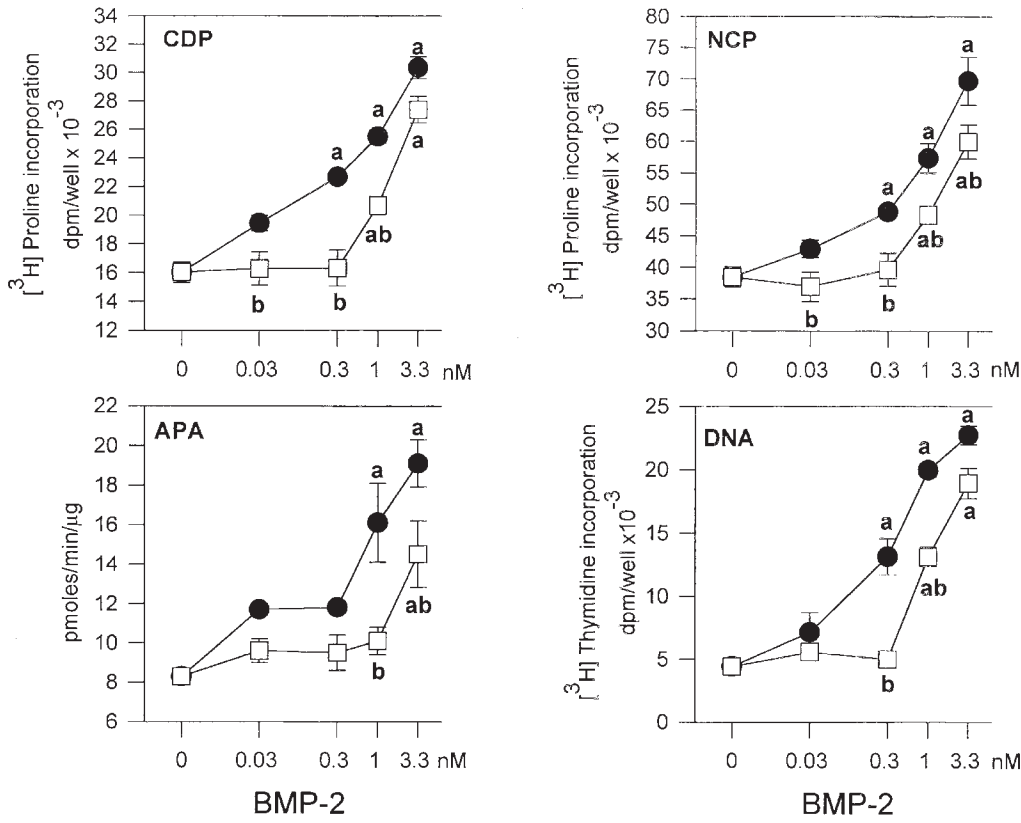 CDP
[³H] Proline incorporation
dpm/well x 10⁻³
34
32
30
28
26
24
22
20
18
16
14
12
a
a
a
a
ab
b
b
0 0.03 0.3 1 3.3 nM
NCP
[³H] Proline incorporation
dpm/well x 10⁻³
80
75
70
65
60
55
50
45
40
35
30
a
a
a
ab
ab
b
b
0 0.03 0.3 1 3.3 nM
APA
pmoles/min/µg
22
20
18
16
14
12
10
8
6
a
a
ab
b
0 0.03 0.3 1 3.3 nM
BMP-2
DNA
[³H] Thymidine incorporation
dpm/well x10⁻³
25
20
15
10
5
0
a
a
a
a
ab
b
0 0.03 0.3 1 3.3 nM
BMP-2